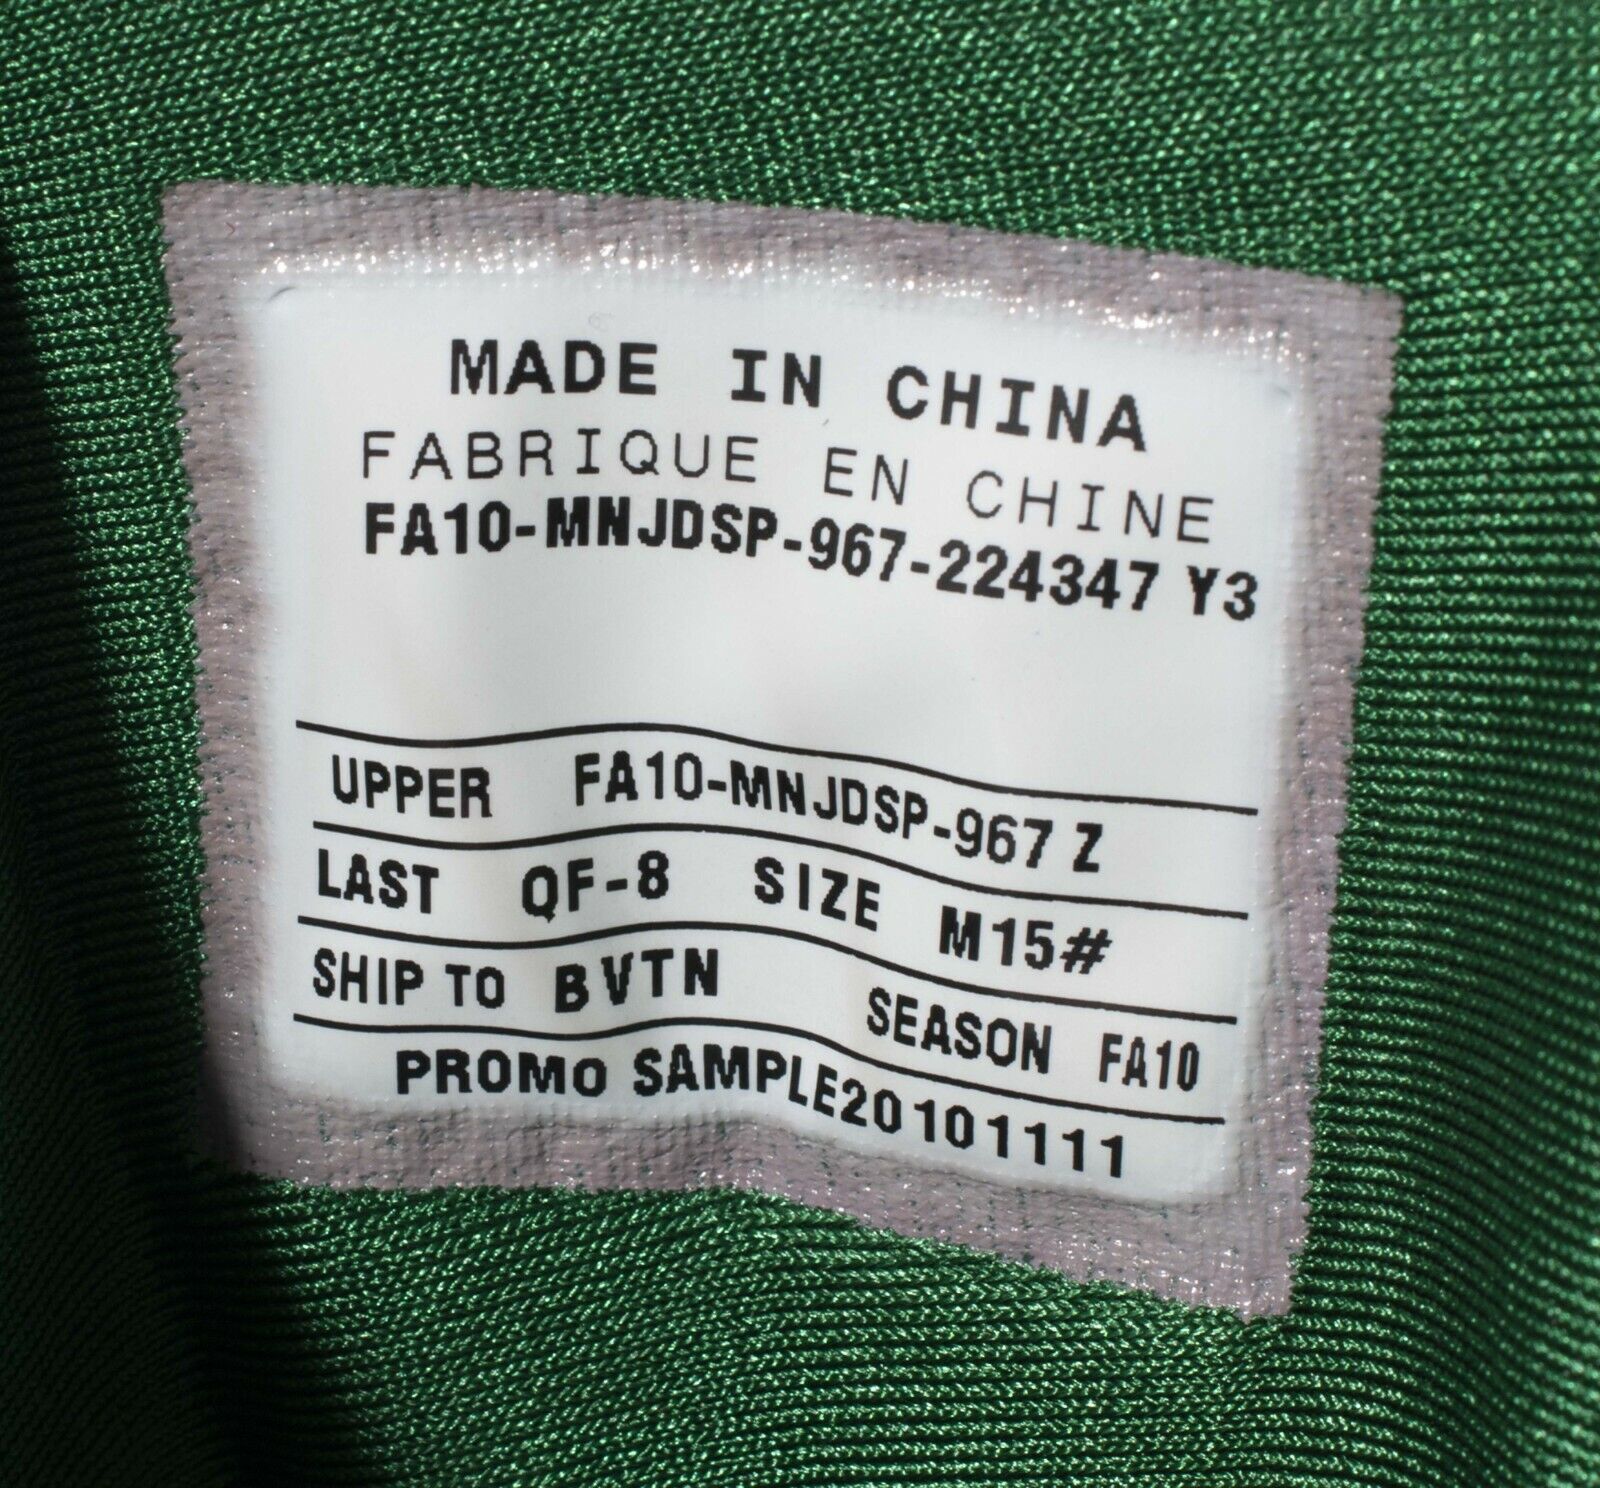 MADE IN CHINA
FABRIQUE EN CHINE
FA10-MNJDSP-967-224347 Y3
UPPER FA10-MNJDSP-967 Z
LAST QF-8 SIZE M15#
SHIP TO BVTN SEASON FA10
PROMO SAMPLE20101111